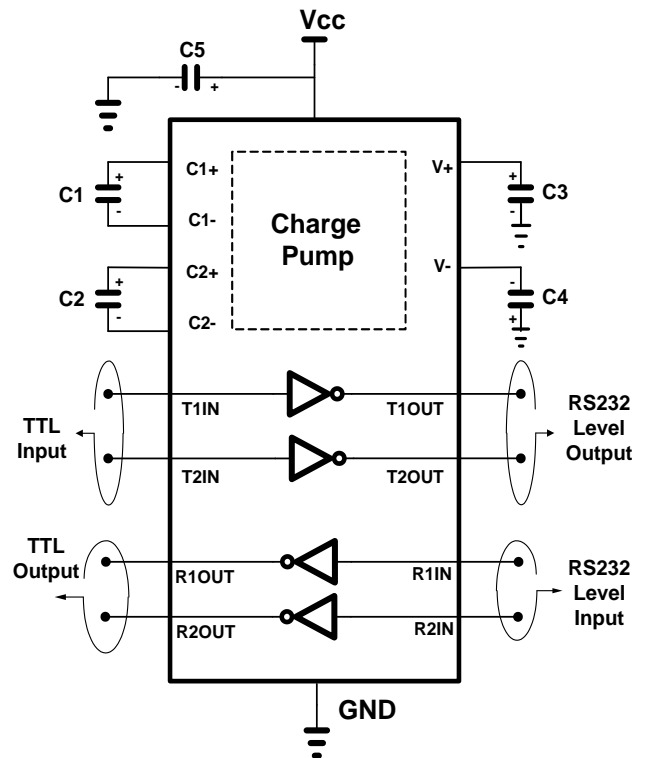 Vcc
C5
- +
C1+
V+
+
+
C1
C3
-
-
C1-
Charge
Pump
C2+
V-
+
-
C2
C4
-
+
C2-
T1IN
T1OUT
TTL
Input
RS232
Level
Output
T2IN
T2OUT
TTL
Output
R1OUT
R1IN
RS232
Level
Input
R2OUT
R2IN
GND